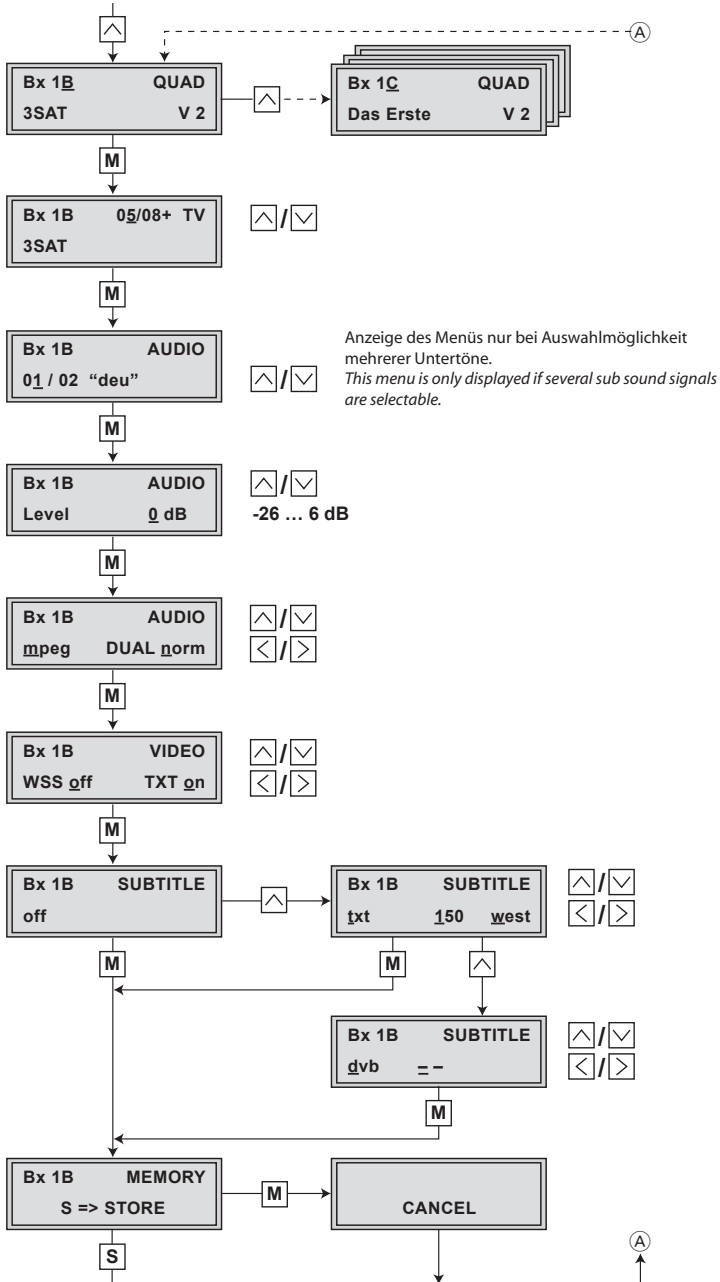 A
Bx 1B QUAD
3SAT V 2
Bx 1C QUAD
Das Erste V 2
M
Bx 1B 05/08+ TV
3SAT
/
M
Bx 1B AUDIO
01 / 02 “deu”
/
Anzeige des Menüs nur bei Auswahlmöglichkeit
mehrerer Untertöne.
This menu is only displayed if several sub sound signals
are selectable.
M
Bx 1B AUDIO
Level 0 dB
/
-26 … 6 dB
M
Bx 1B AUDIO
mpeg DUAL norm
/
/
M
Bx 1B VIDEO
WSS off TXT on
/
/
M
Bx 1B SUBTITLE
off
Bx 1B SUBTITLE
txt 150 west
/
/
M
M
Bx 1B SUBTITLE
dvb – –
/
/
M
Bx 1B MEMORY
S => STORE
M
CANCEL
S
A